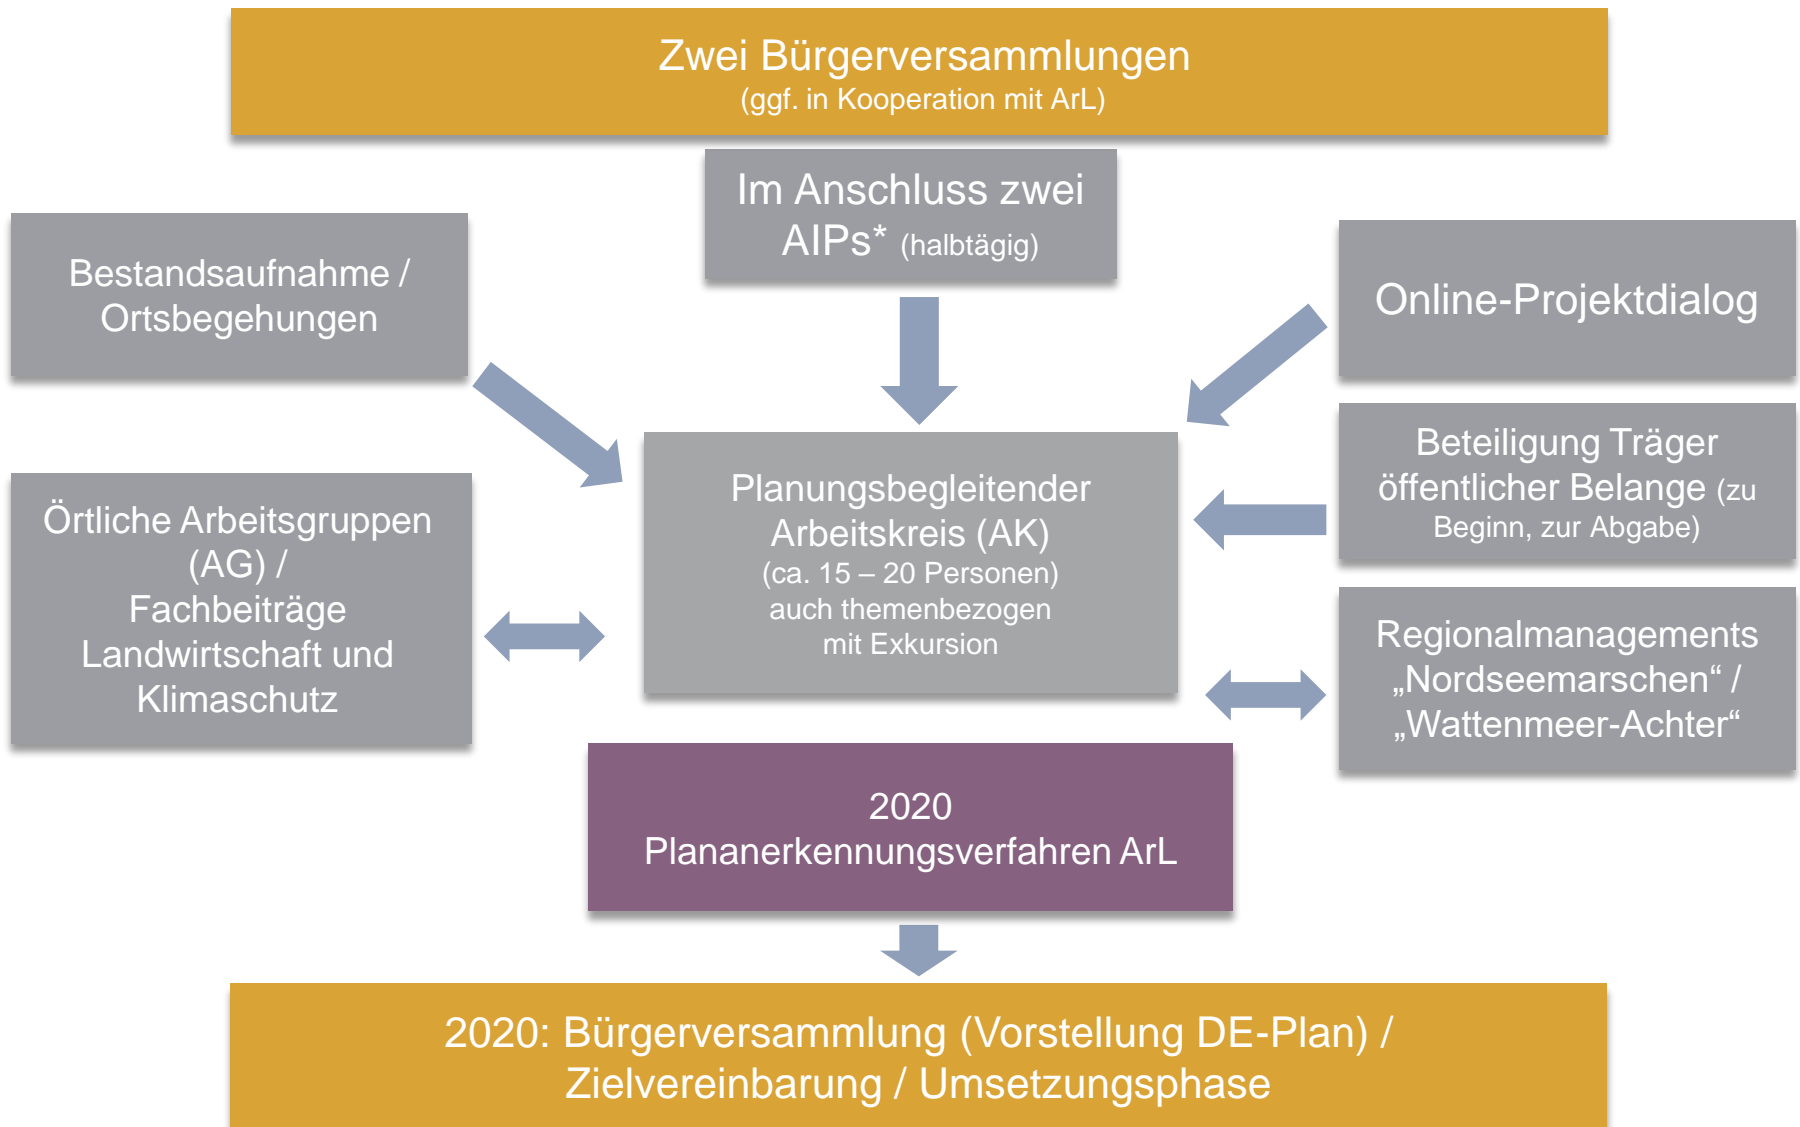 Zwei Bürgerversammlungen
(ggf. in Kooperation mit ArL)
Im Anschluss zwei
AIPs* (halbtägig)
Bestandsaufnahme /
Ortsbegehungen
Online-Projektdialog
Örtliche Arbeitsgruppen
(AG) /
Fachbeiträge
Landwirtschaft und
Klimaschutz
Planungsbegleitender
Arbeitskreis (AK)
(ca. 15 – 20 Personen)
auch themenbezogen
mit Exkursion
Beteiligung Träger
öffentlicher Belange (zu
Beginn, zur Abgabe)
Regionalmanagements
„Nordseemarschen“ /
„Wattenmeer-Achter“
2020
Plananerkennungsverfahren ArL
2020: Bürgerversammlung (Vorstellung DE-Plan) /
Zielvereinbarung / Umsetzungsphase